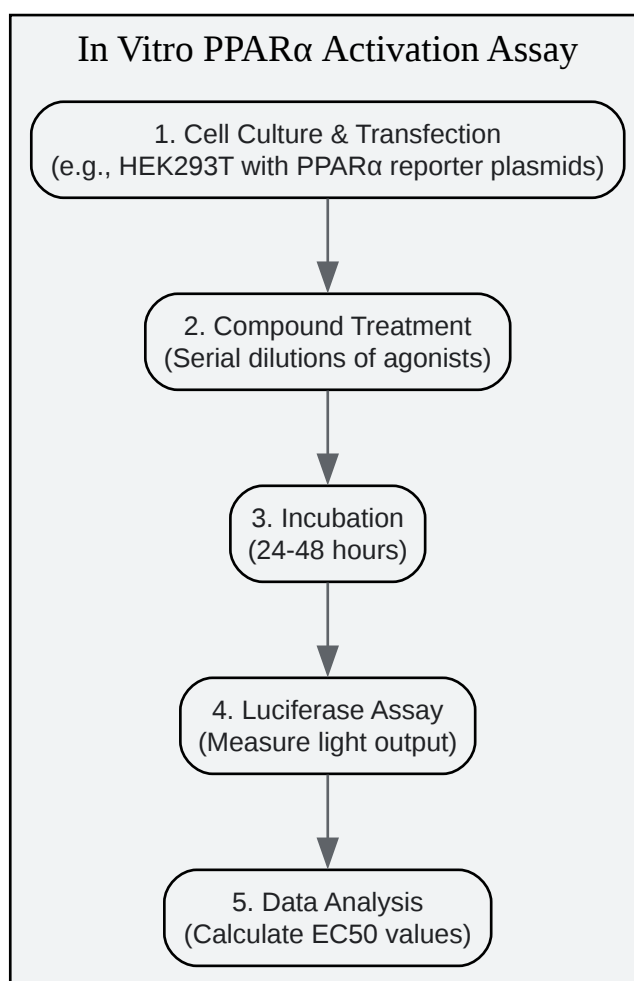 In Vitro PPARα Activation Assay
1. Cell Culture & Transfection
(e.g., HEK293T with PPARα reporter plasmids)
2. Compound Treatment
(Serial dilutions of agonists)
3. Incubation
(24-48 hours)
4. Luciferase Assay
(Measure light output)
5. Data Analysis
(Calculate EC50 values)